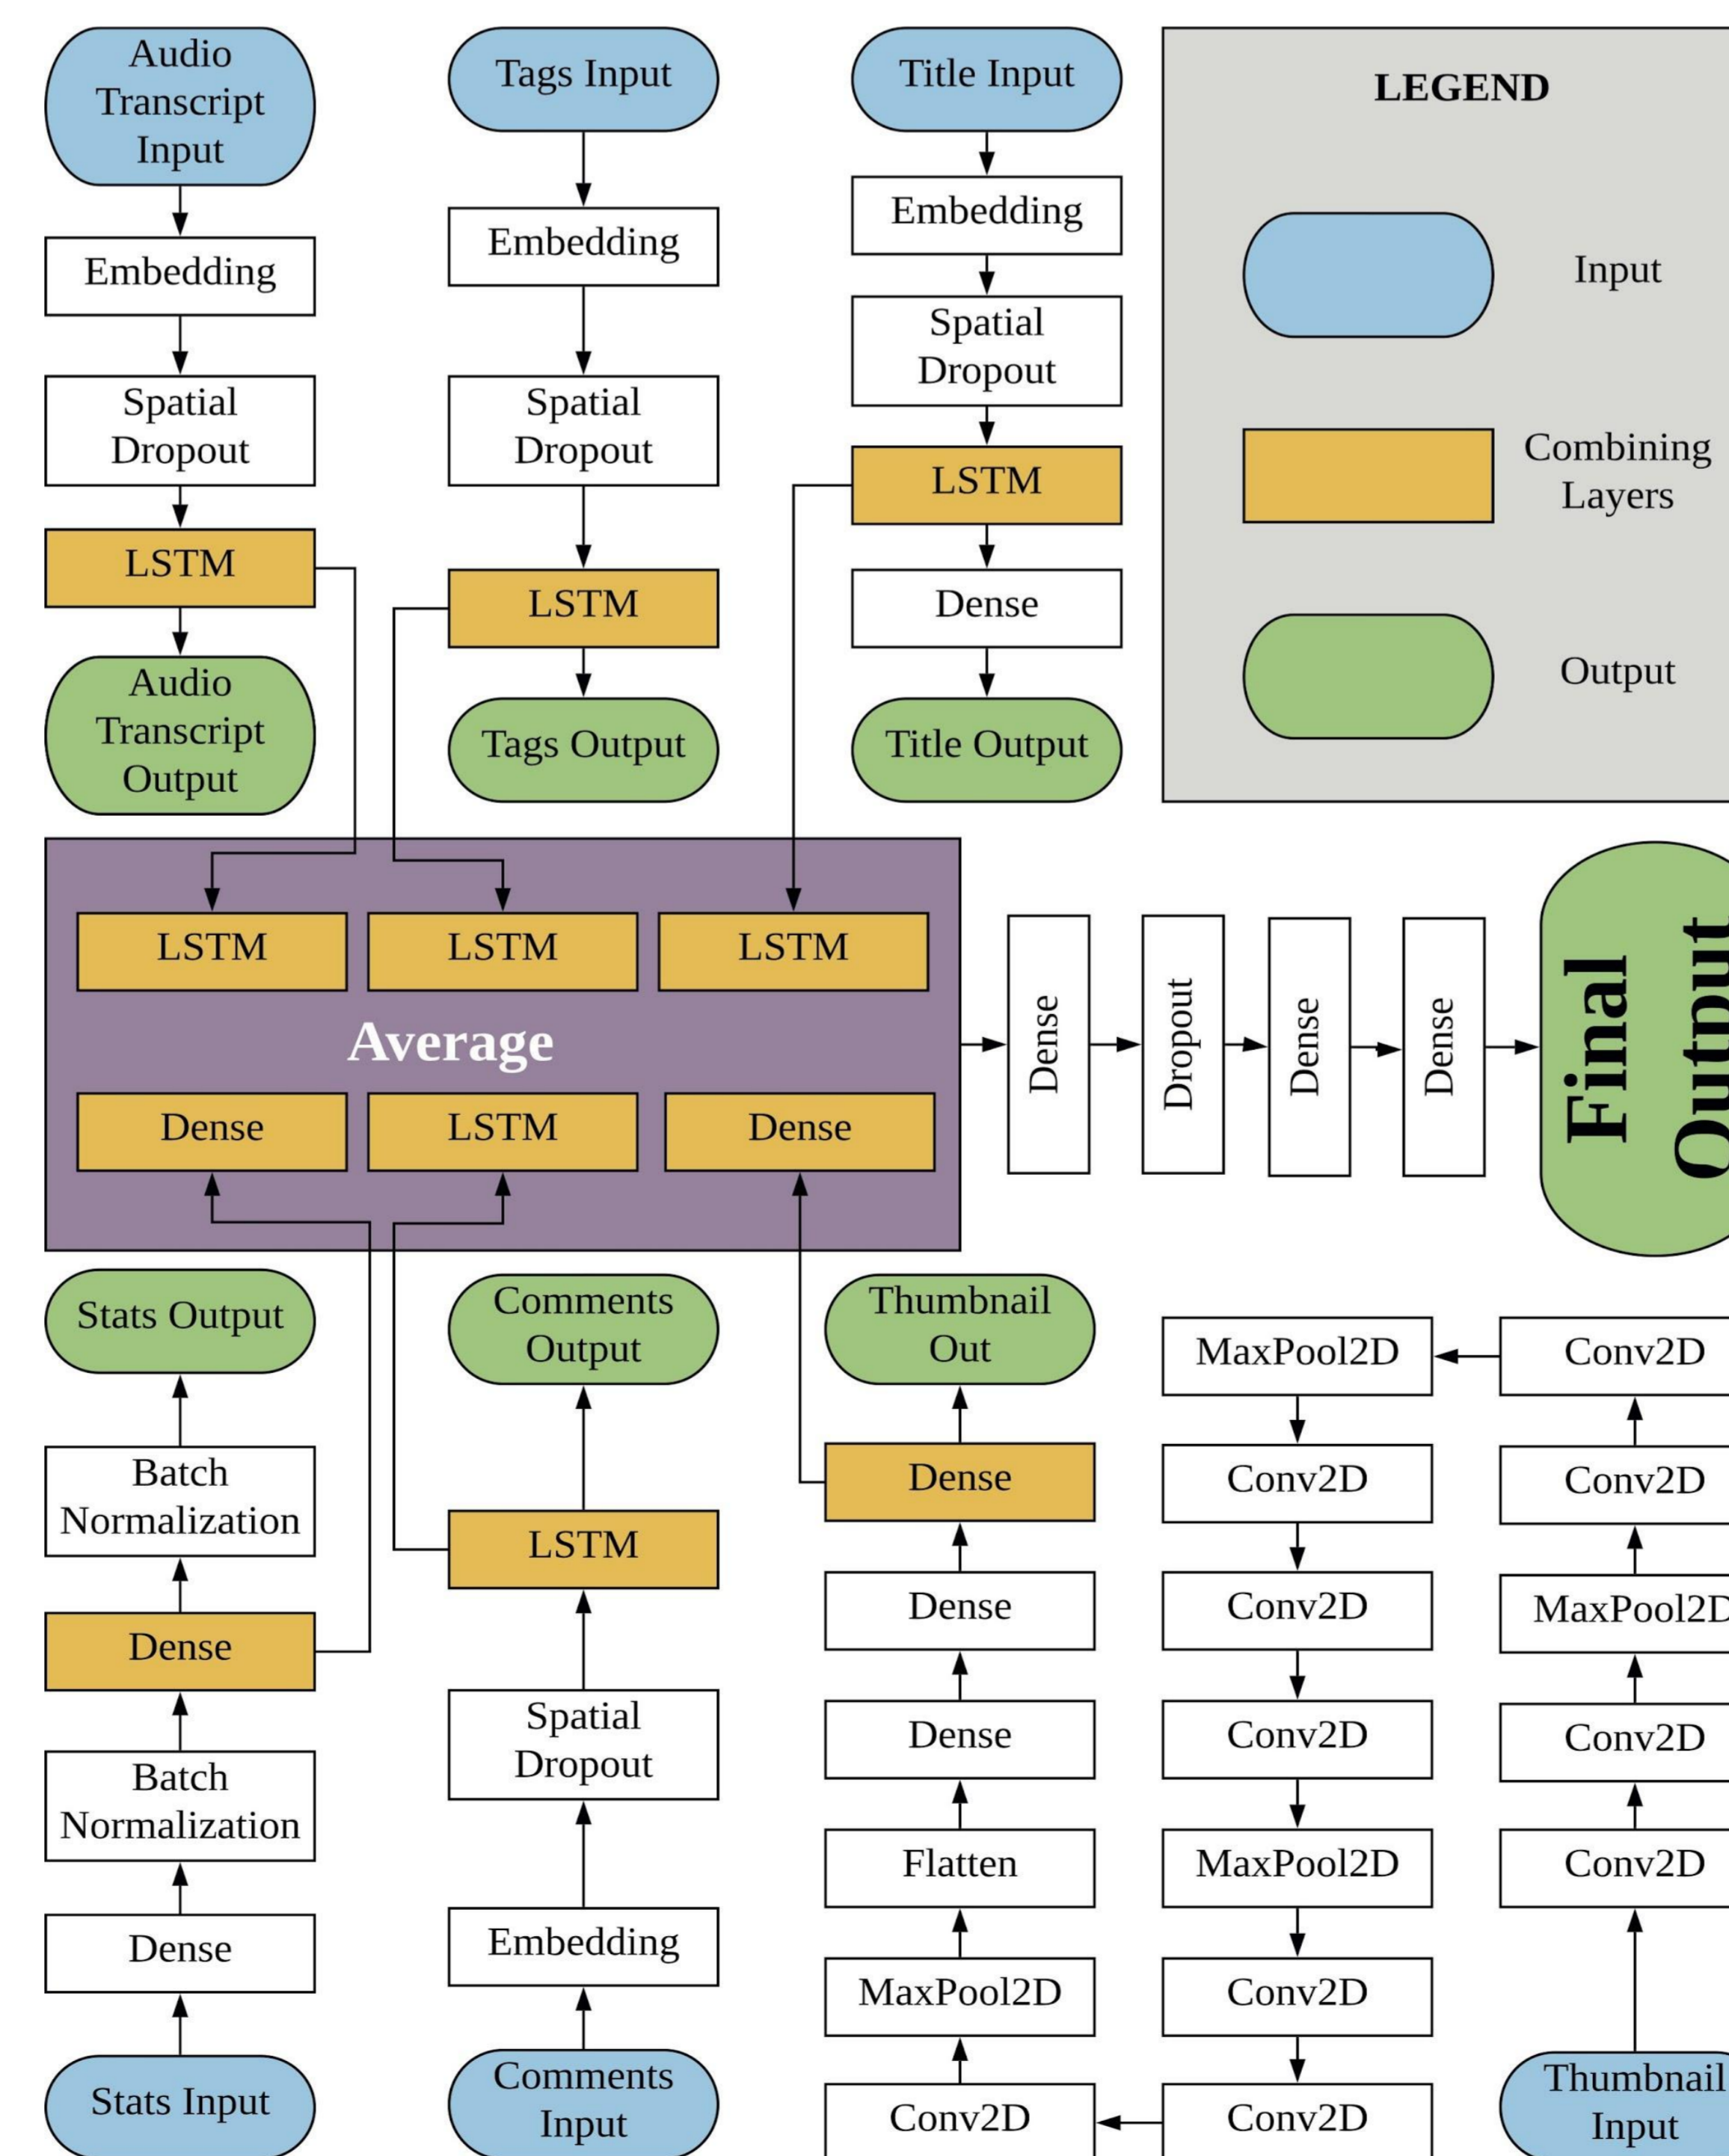 Audio
Transcript
Input
Embedding
Spatial
Dropout
LSTM
Audio
Transcript
Output
Tags Input
Embedding
Spatial
Dropout
LSTM
Tags Output
Title Input
Embedding
Spatial
Dropout
LSTM
Dense
Title Output
LEGEND
Input
Combining
Layers
Output
LSTM
LSTM
LSTM
Average
Dense
LSTM
Dense
Dense
Dropout
Dense
Dense
Final
Output
Stats Output
Batch
Normalization
Dense
Batch
Normalization
Dense
Stats Input
Comments
Output
LSTM
Spatial
Dropout
Embedding
Comments
Input
Thumbnail
Out
Dense
Dense
Dense
Flatten
MaxPool2D
Conv2D
MaxPool2D
Conv2D
Conv2D
Conv2D
MaxPool2D
Conv2D
Conv2D
Conv2D
Conv2D
MaxPool2D
Conv2D
Conv2D
Thumbnail
Input